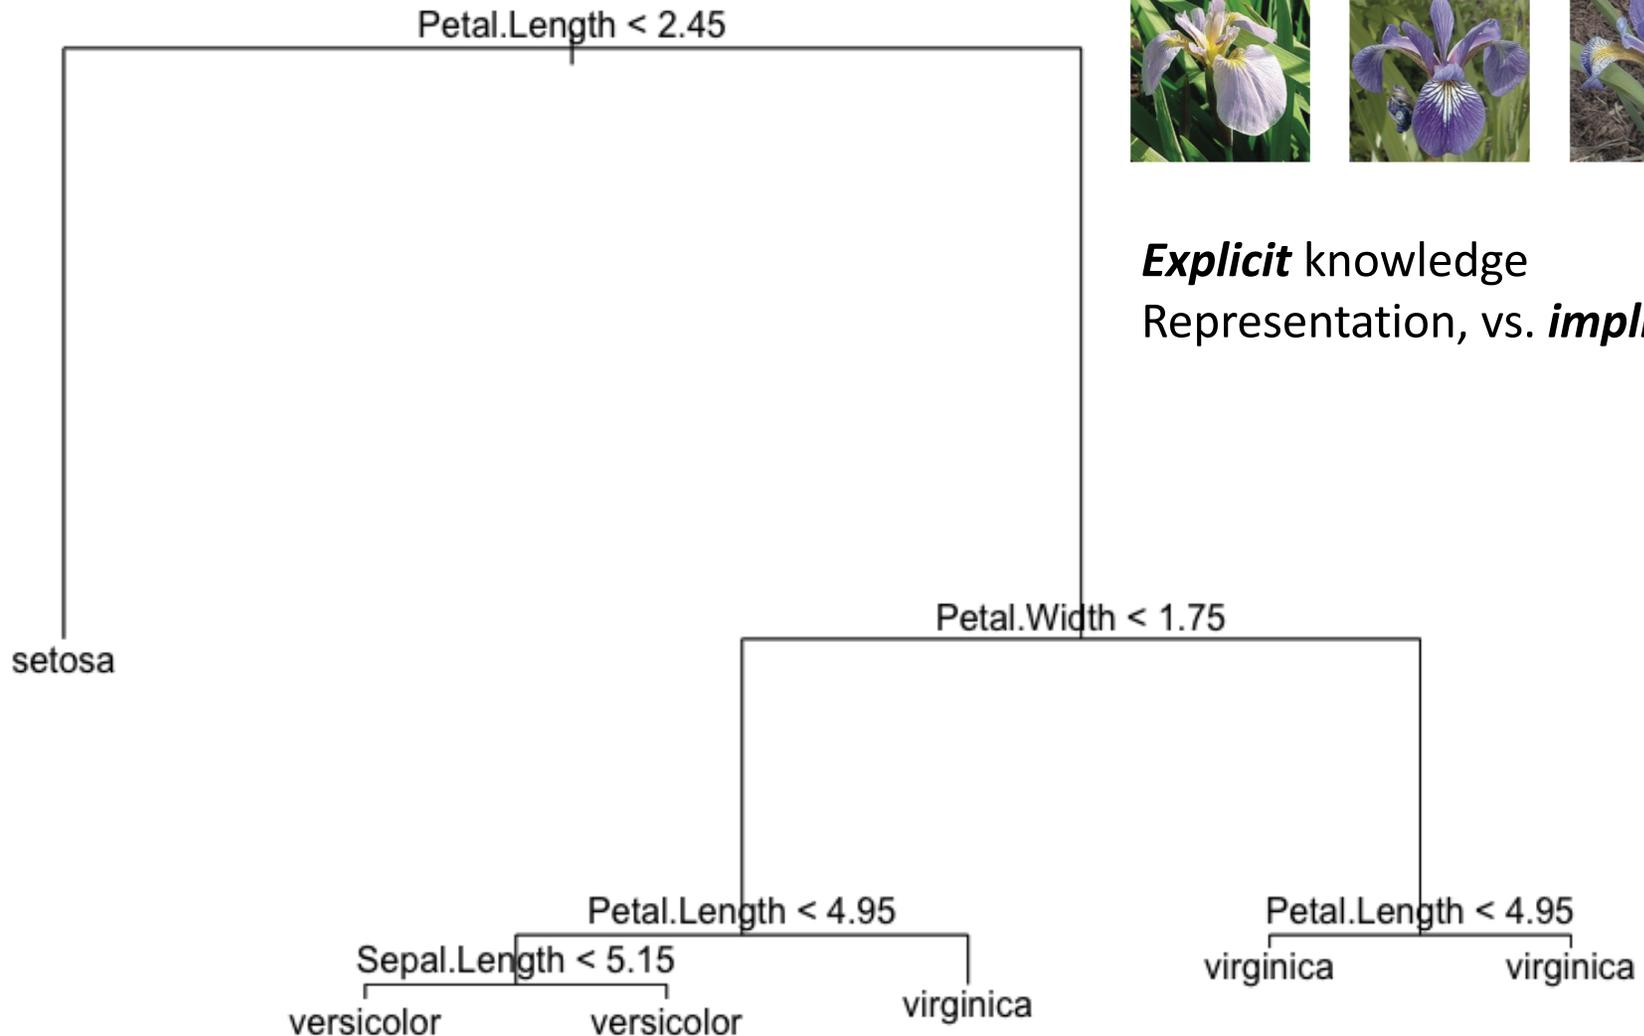 Petal.Length < 2.45
Explicit knowledge
Representation, vs.
Petal.Width < 1.75
setosa
Petal.Length < 4.95
Petal.Length < 4.95
Sepal.Length < 5.15
virginica
virginica
virginica
versicolor
versicolor